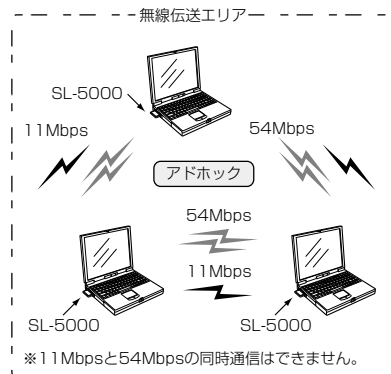 無線伝送エリア
SL-5000
11Mbps
54Mbps
アドホック
54Mbps
11Mbps
SL-5000
SL-5000
※11Mbpsと54Mbpsの同時通信はできません。